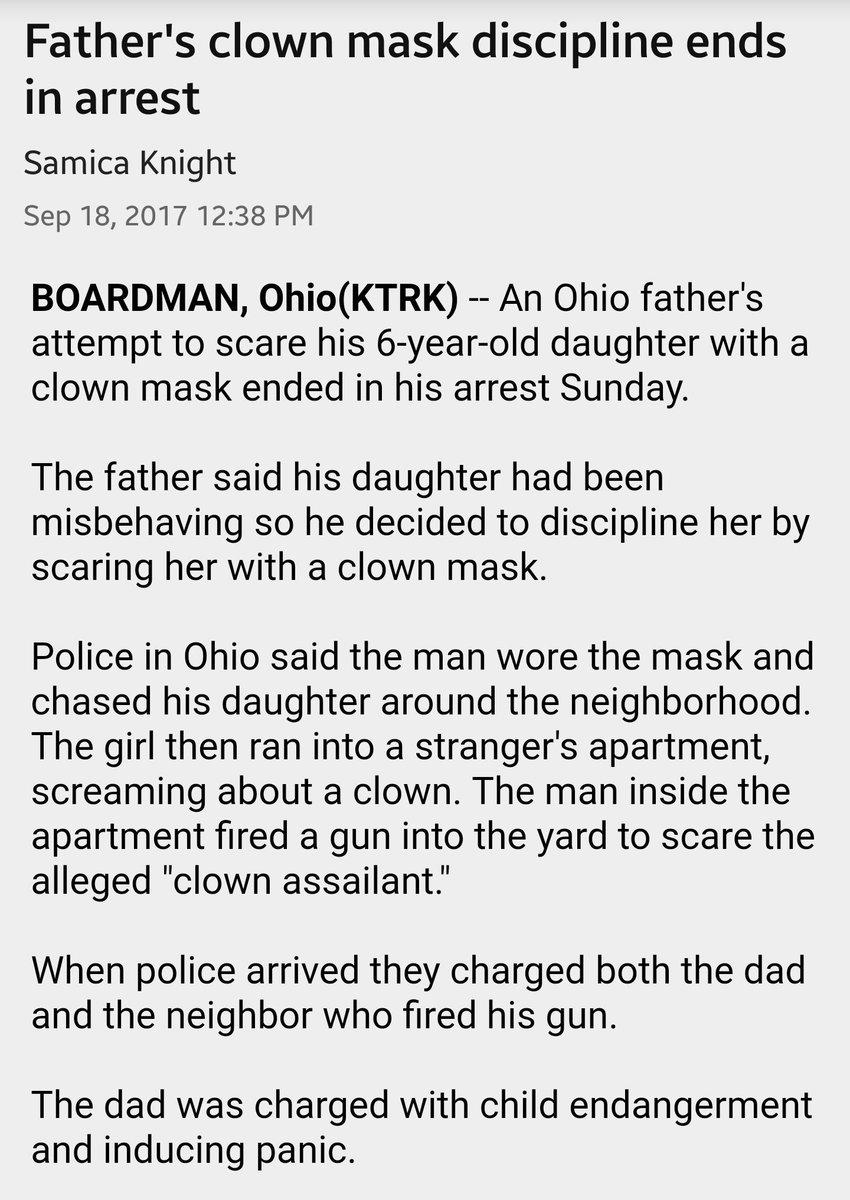 Father's clown mask discipline ends
in arrest
Samica Knight
Sep 18, 2017 12:38 PM
BOARDMAN, Ohio(KTRK) -- An Ohio father's
attempt to scare his 6-year-old daughter with a
clown mask ended in his arrest Sunday.
The father said his daughter had been
misbehaving so he decided to discipline her by
scaring her with a clown mask.
Police in Ohio said the man wore the mask and
chased his daughter around the neighborhood.
The girl then ran into a stranger's apartment,
screaming about a clown. The man inside the
apartment fired a gun into the yard to scare the
alleged "clown assailant."
When police arrived they charged both the dad
and the neighbor who fired his gun.
The dad was charged with child endangerment
and inducing panic.